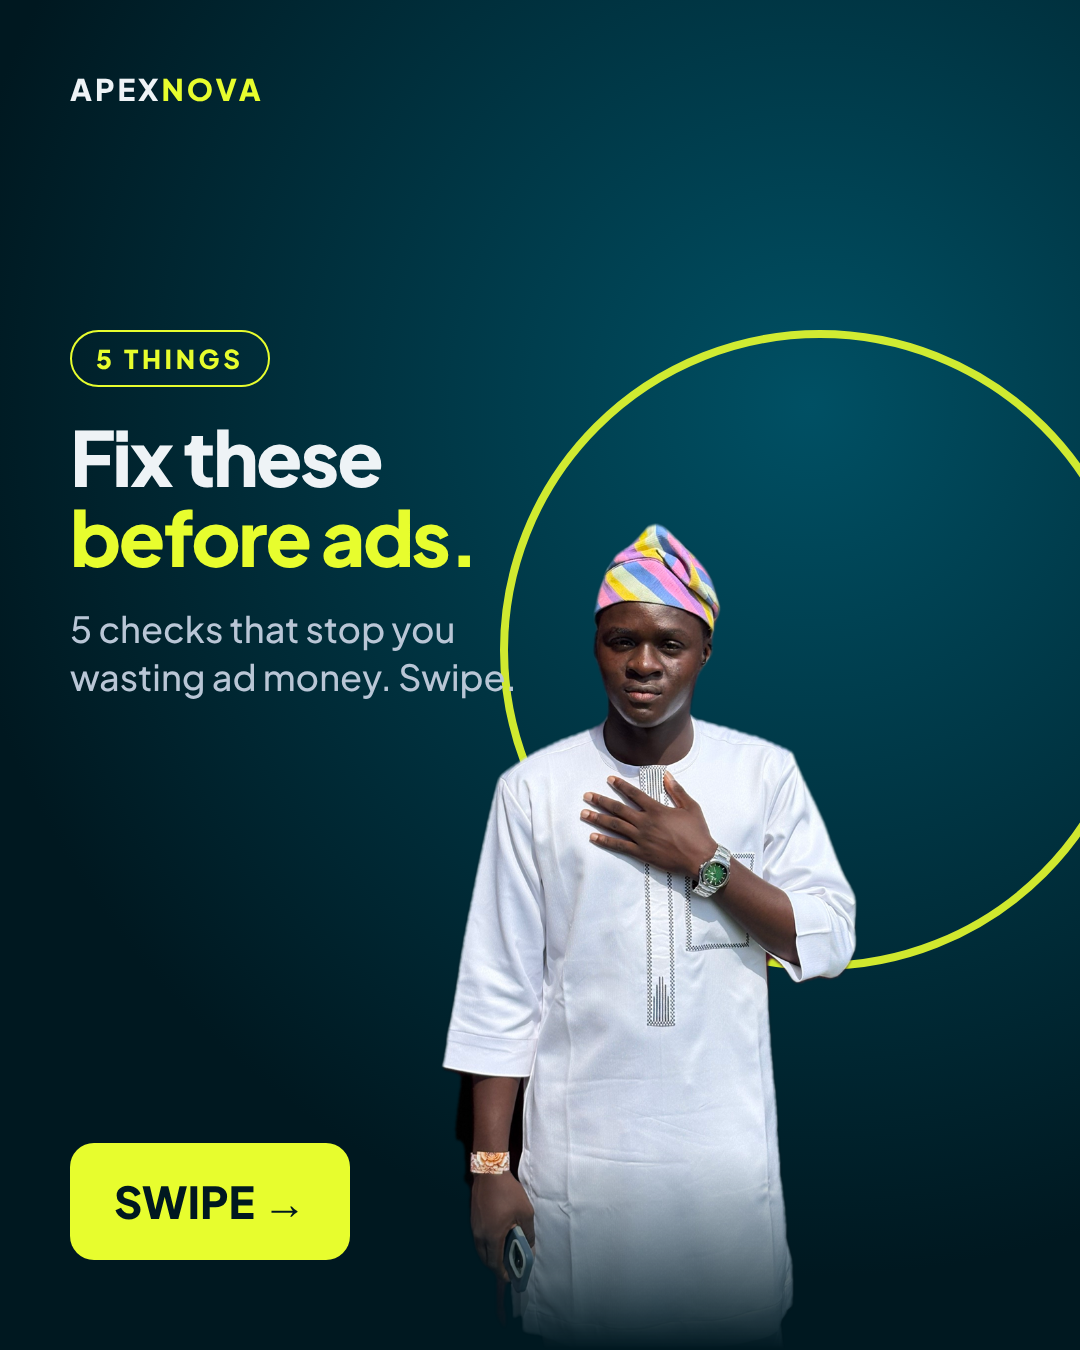 APEXNOVA
5 THINGS
Fix these
before ads.
5 checks that stop you
wasting ad money. Swipe.
SWIPE →